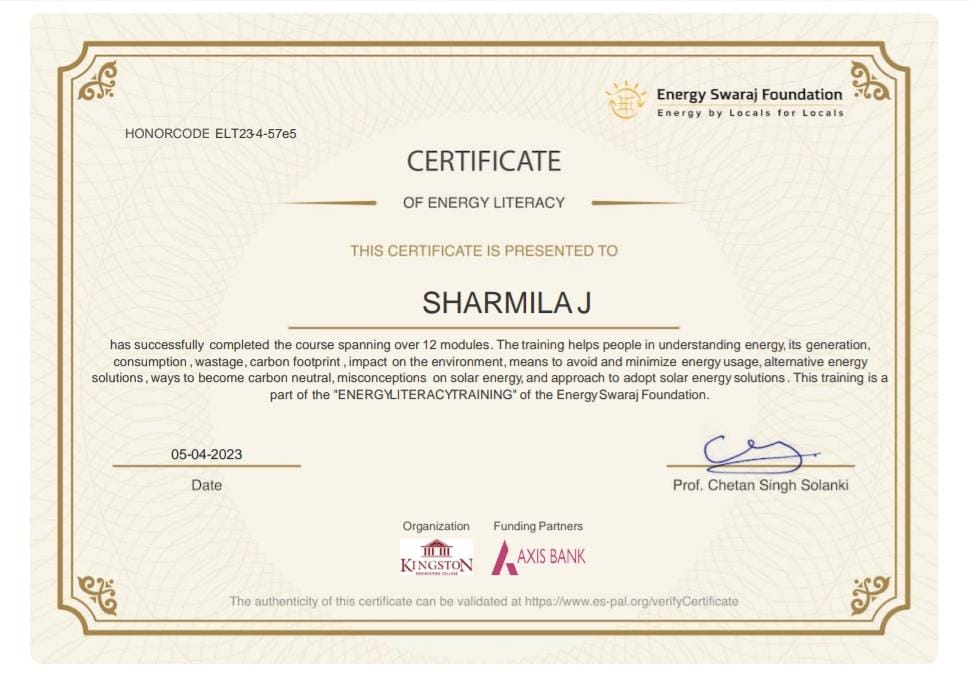 Energy Swaraj Foundation
Energy by Locals for Locals
HONORCODE ELT23-4-57e5
CERTIFICATE
OF ENERGY LITERACY
THIS CERTIFICATE IS PRESENTED TO
SHARMILA J
has successfully completed the course spanning over 12 modules. The training helps people in understanding energy, its generation,
consumption, wastage, carbon footprint, impact on the environment, means to avoid and minimize energy usage, alternative energy
solutions, ways to become carbon neutral, misconceptions on solar energy, and approach to adopt solar energy solutions. This training is a
part of the "ENERGYLITERACYTRAINING" of the Energy Swaraj Foundation.
05-04-2023
Date
Prof. Chetan Singh Solanki
Organization Funding Partners
KINGSTON
ENGINEERING COLLEGE
AXIS BANK
The authenticity of this certificate can be validated at https://www.es-pal.org/verifyCertificate